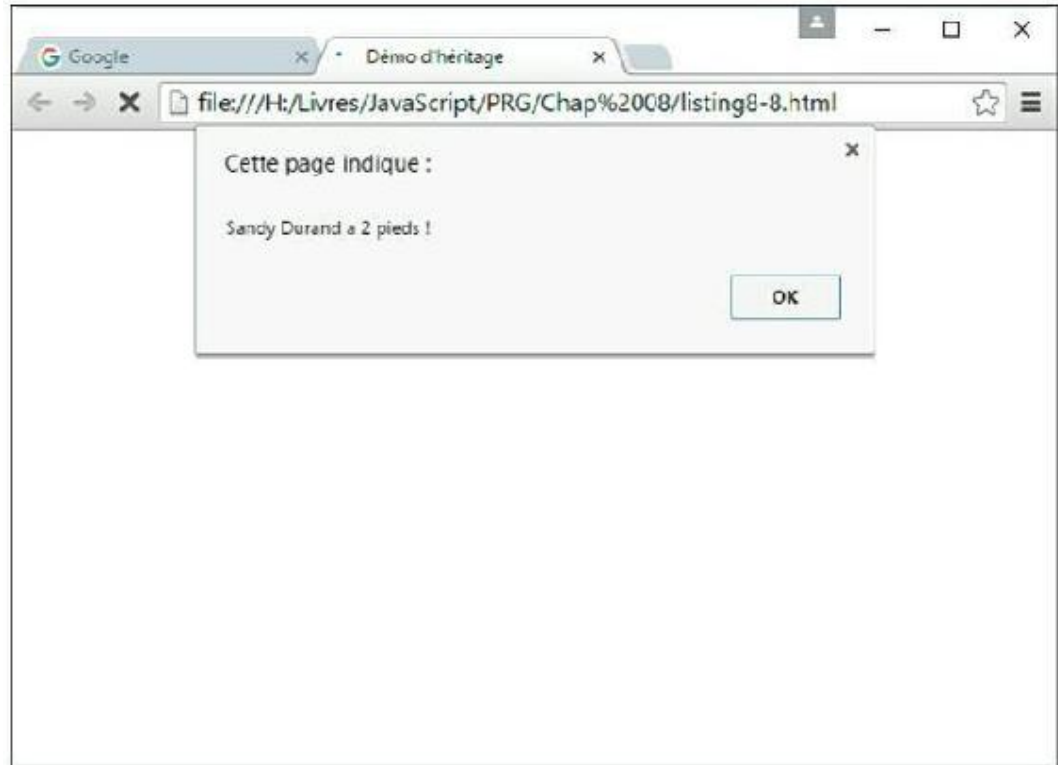 Google
Démo d'héritage
file:///H:/Livres/JavaScript/PRG/Chap%2008/listing8-8.html
Cette page indique :
Sandy Durand a 2 pieds !
OK